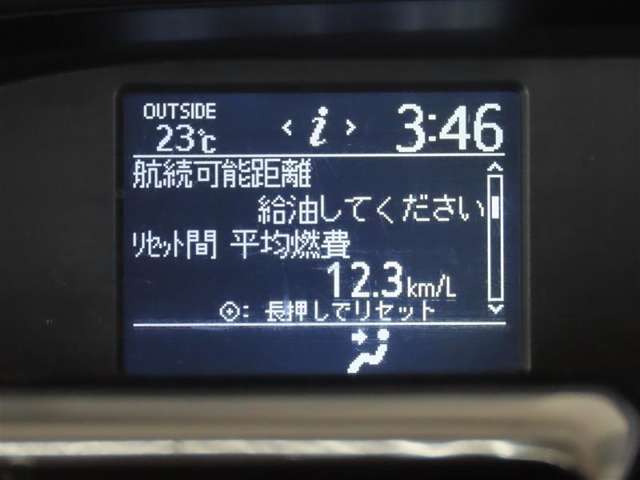 OUTSIDE
23℃ < i > 3:46
航続可能距離
給油してください
リセット間 平均燃費
12.3km/L
⊙: 長押しでリセット